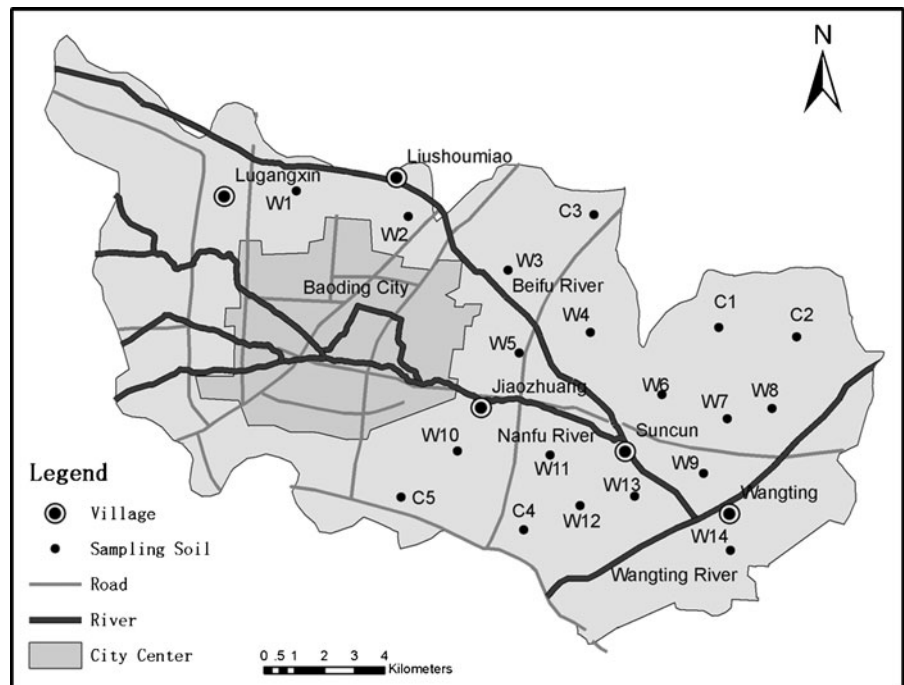 N
Liushoumiao
Lugangxin
W1
W2
C3
W3
Beifu River
Baoding City
W4
C1
C2
W5
Jiaozhuang
W6
W7
W8
W10
Nanfu River
Suncun
W11
W9
Legend
Village
C5
W13
Wangting
Sampling Soil
C4
W12
W14
Road
Wangting River
River
City Center
0 .5 1 2 3 4
Kilometers